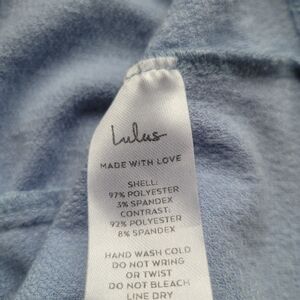 Lulus
MADE WITH LOVE
SHELL:
97% POLYESTER
3% SPANDEX
CONTRAST:
92% POLYESTER
8% SPANDEX
HAND WASH COLD
DO NOT WRING
OR TWIST
DO NOT BLEACH
LINE DRY